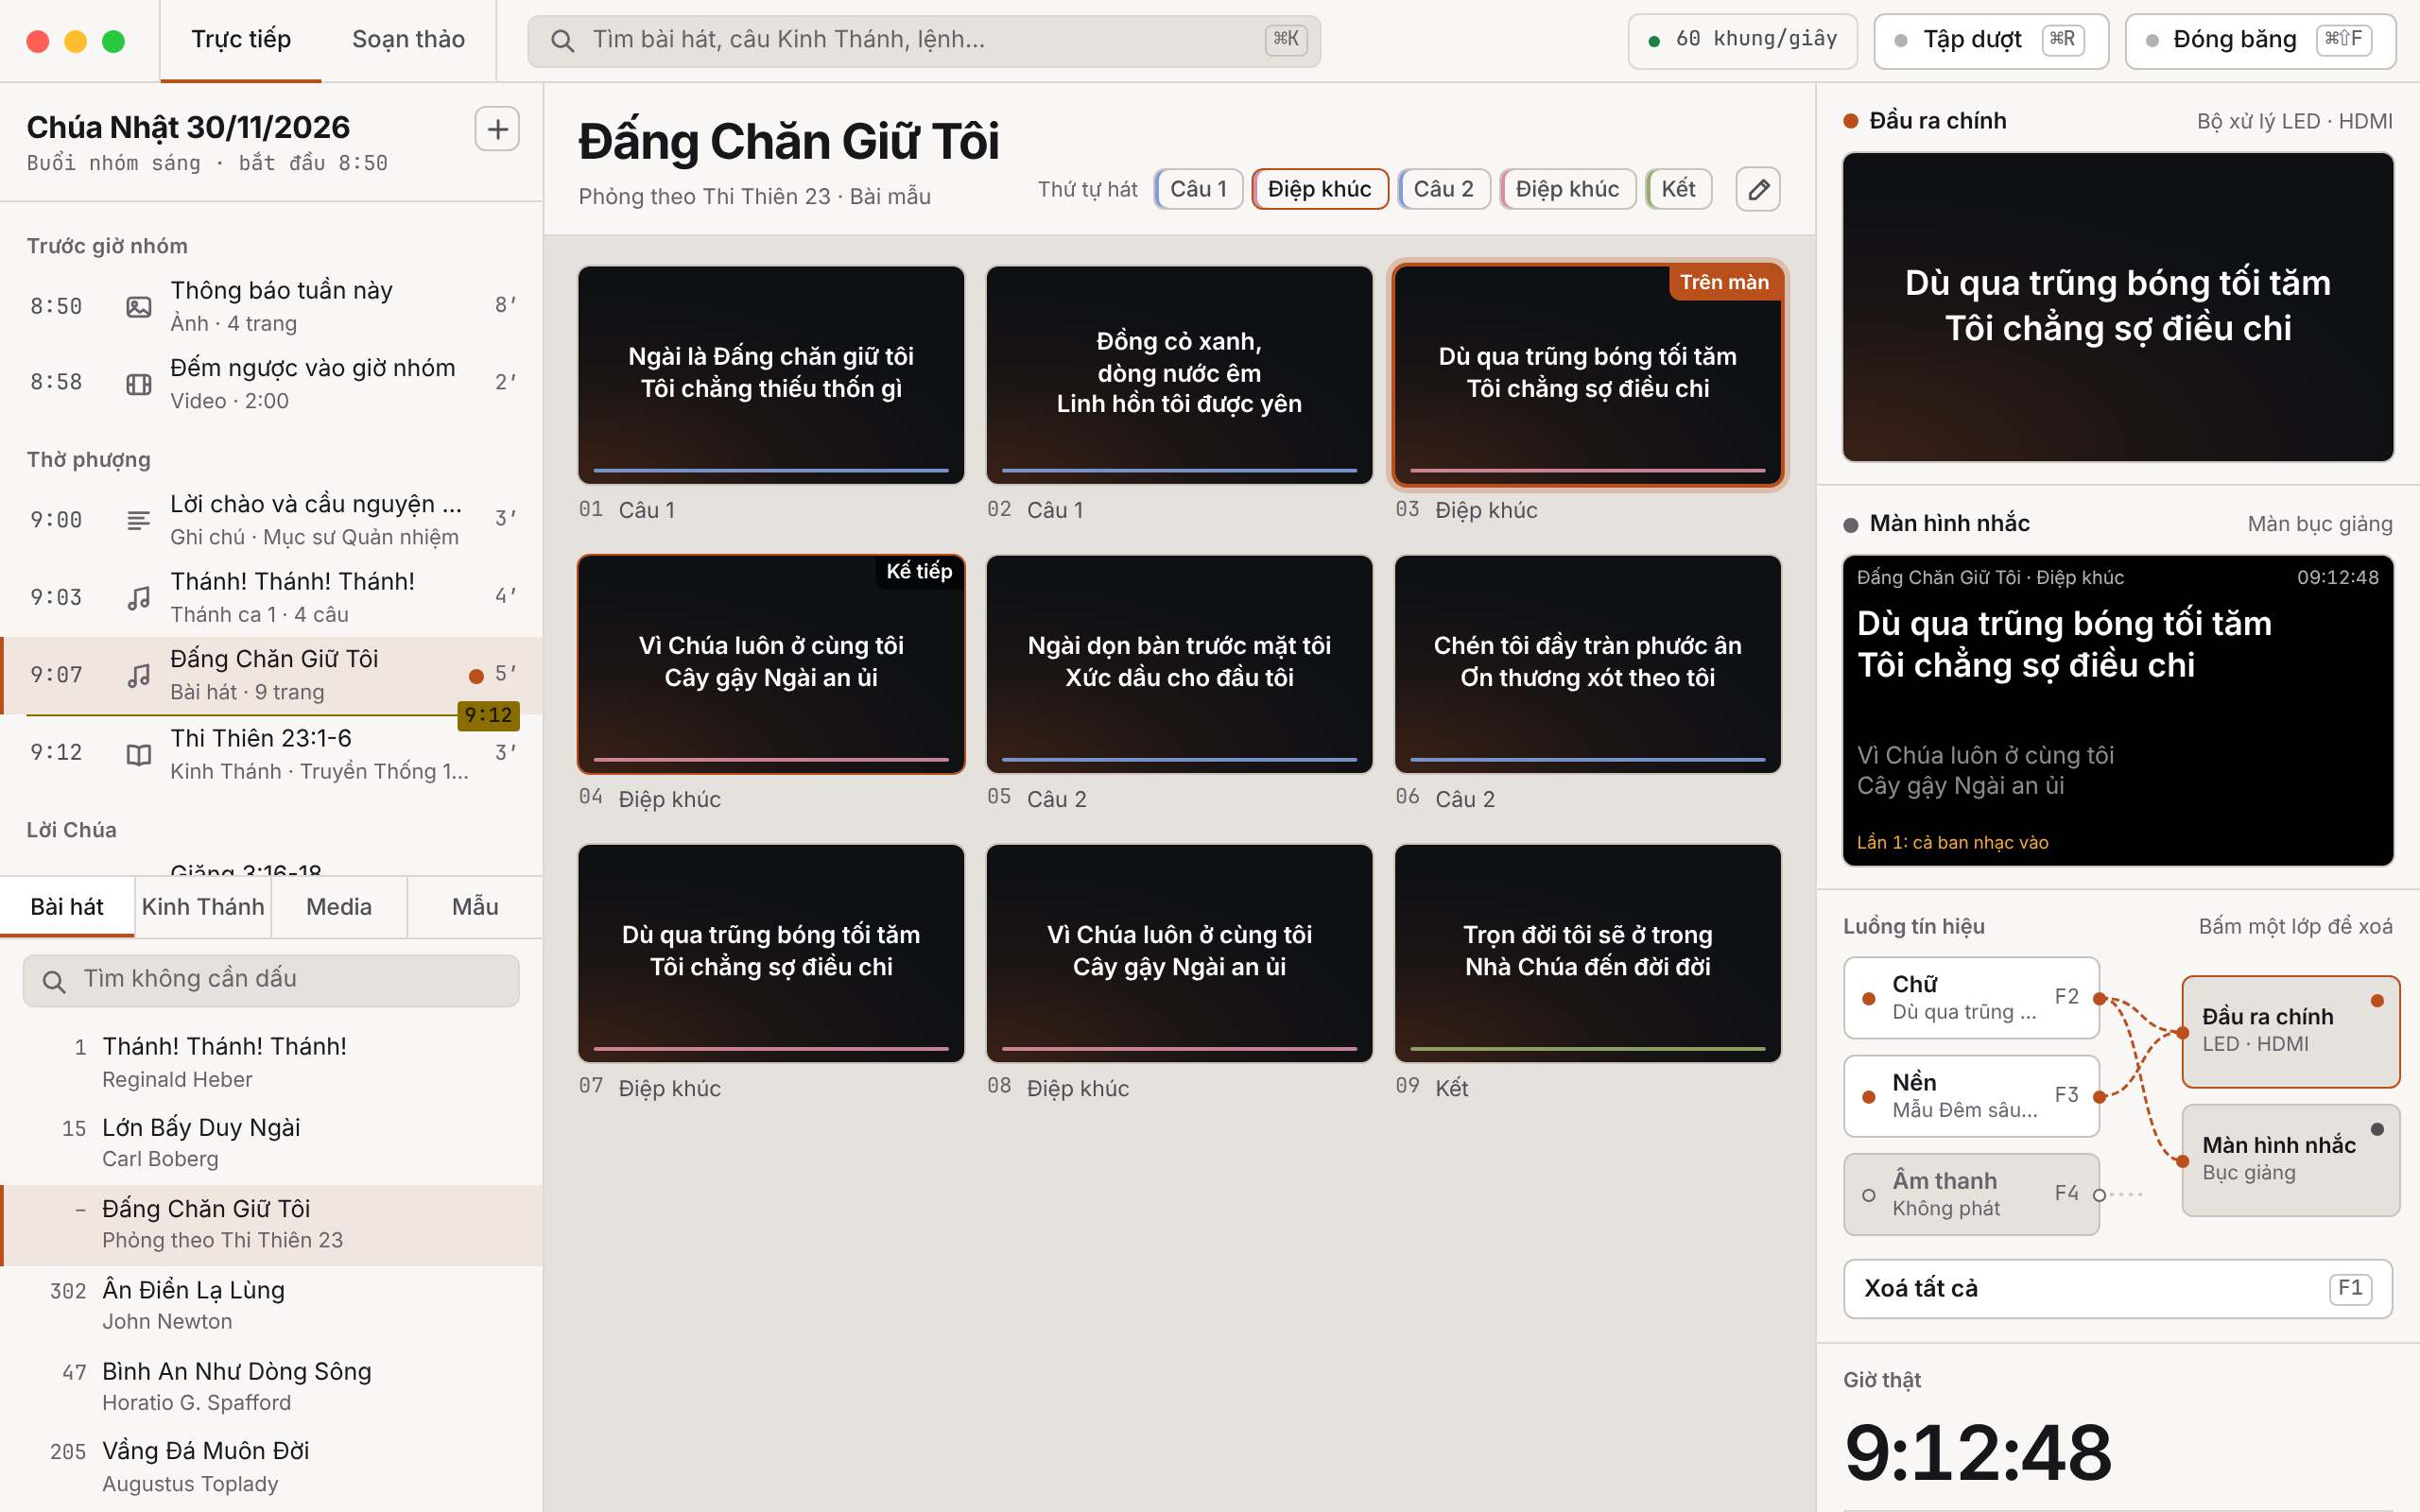 Trực tiếp
Soạn thảo
Tìm bài hát, câu Kinh Thánh, lệnh...
⌘K
60 khung/giây
Tập dượt ⌘R
Đóng băng ⌘⇧F
Chúa Nhật 30/11/2026
Buổi nhóm sáng · bắt đầu 8:50
Trước giờ nhóm
8:50 Thông báo tuần này 8′
Ảnh · 4 trang
8:58 Đếm ngược vào giờ nhóm 2′
Video · 2:00
Thờ phượng
9:00 Lời chào và cầu nguyện ... 3′
Ghi chú · Mục sư Quản nhiệm
9:03 Thánh! Thánh! Thánh! 4′
Thánh ca 1 · 4 câu
9:07 Đấng Chăn Giữ Tôi 5′
Bài hát · 9 trang
9:12
9:12 Thi Thiên 23:1-6 3′
Kinh Thánh · Truyền Thống 1...
Lời Chúa
Giăng 3:16-18
Bài hát
Kinh Thánh
Media
Mẫu
Tìm không cần dấu
1 Thánh! Thánh! Thánh!
Reginald Heber
15 Lớn Bấy Duy Ngài
Carl Boberg
– Đấng Chăn Giữ Tôi
Phỏng theo Thi Thiên 23
302 Ân Điển Lạ Lùng
John Newton
47 Bình An Như Dòng Sông
Horatio G. Spafford
205 Vầng Đá Muôn Đời
Augustus Toplady
Đấng Chăn Giữ Tôi
Phỏng theo Thi Thiên 23 · Bài mẫu
Thứ tự hát
Câu 1
Điệp khúc
Câu 2
Điệp khúc
Kết
Ngài là Đấng chăn giữ tôi
Tôi chẳng thiếu thốn gì
01 Câu 1
Đồng cỏ xanh,
dòng nước êm
Linh hồn tôi được yên
02 Câu 1
Trên màn
Dù qua trũng bóng tối tăm
Tôi chẳng sợ điều chi
03 Điệp khúc
Kế tiếp
Vì Chúa luôn ở cùng tôi
Cây gậy Ngài an ủi
04 Điệp khúc
Ngài dọn bàn trước mặt tôi
Xức dầu cho đầu tôi
05 Câu 2
Chén tôi đầy tràn phước ân
Ơn thương xót theo tôi
06 Câu 2
Dù qua trũng bóng tối tăm
Tôi chẳng sợ điều chi
07 Điệp khúc
Vì Chúa luôn ở cùng tôi
Cây gậy Ngài an ủi
08 Điệp khúc
Trọn đời tôi sẽ ở trong
Nhà Chúa đến đời đời
09 Kết
Đầu ra chính
Bộ xử lý LED · HDMI
Dù qua trũng bóng tối tăm
Tôi chẳng sợ điều chi
Màn hình nhắc
Màn bục giảng
Đấng Chăn Giữ Tôi · Điệp khúc
09:12:48
Dù qua trũng bóng tối tăm
Tôi chẳng sợ điều chi
Vì Chúa luôn ở cùng tôi
Cây gậy Ngài an ủi
Lần 1: cả ban nhạc vào
Luồng tín hiệu
Bấm một lớp để xoá
Chữ F2
Dù qua trũng ...
Nền F3
Mẫu Đêm sâu...
Âm thanh F4
Không phát
Đầu ra chính
LED · HDMI
Màn hình nhắc
Bục giảng
Xoá tất cả F1
Giờ thật
9:12:48